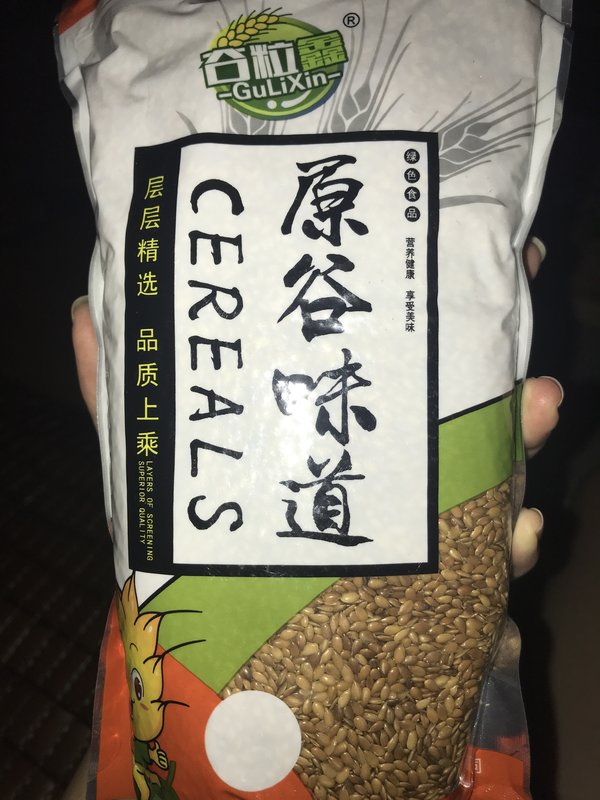 谷粒鑫
®
GuLiXin
绿色食品
营养健康 享受美味
原谷味道
CEREALS
层层精选 品质上乘
LAYERS OF SCREENING
SUPERIOR QUALITY